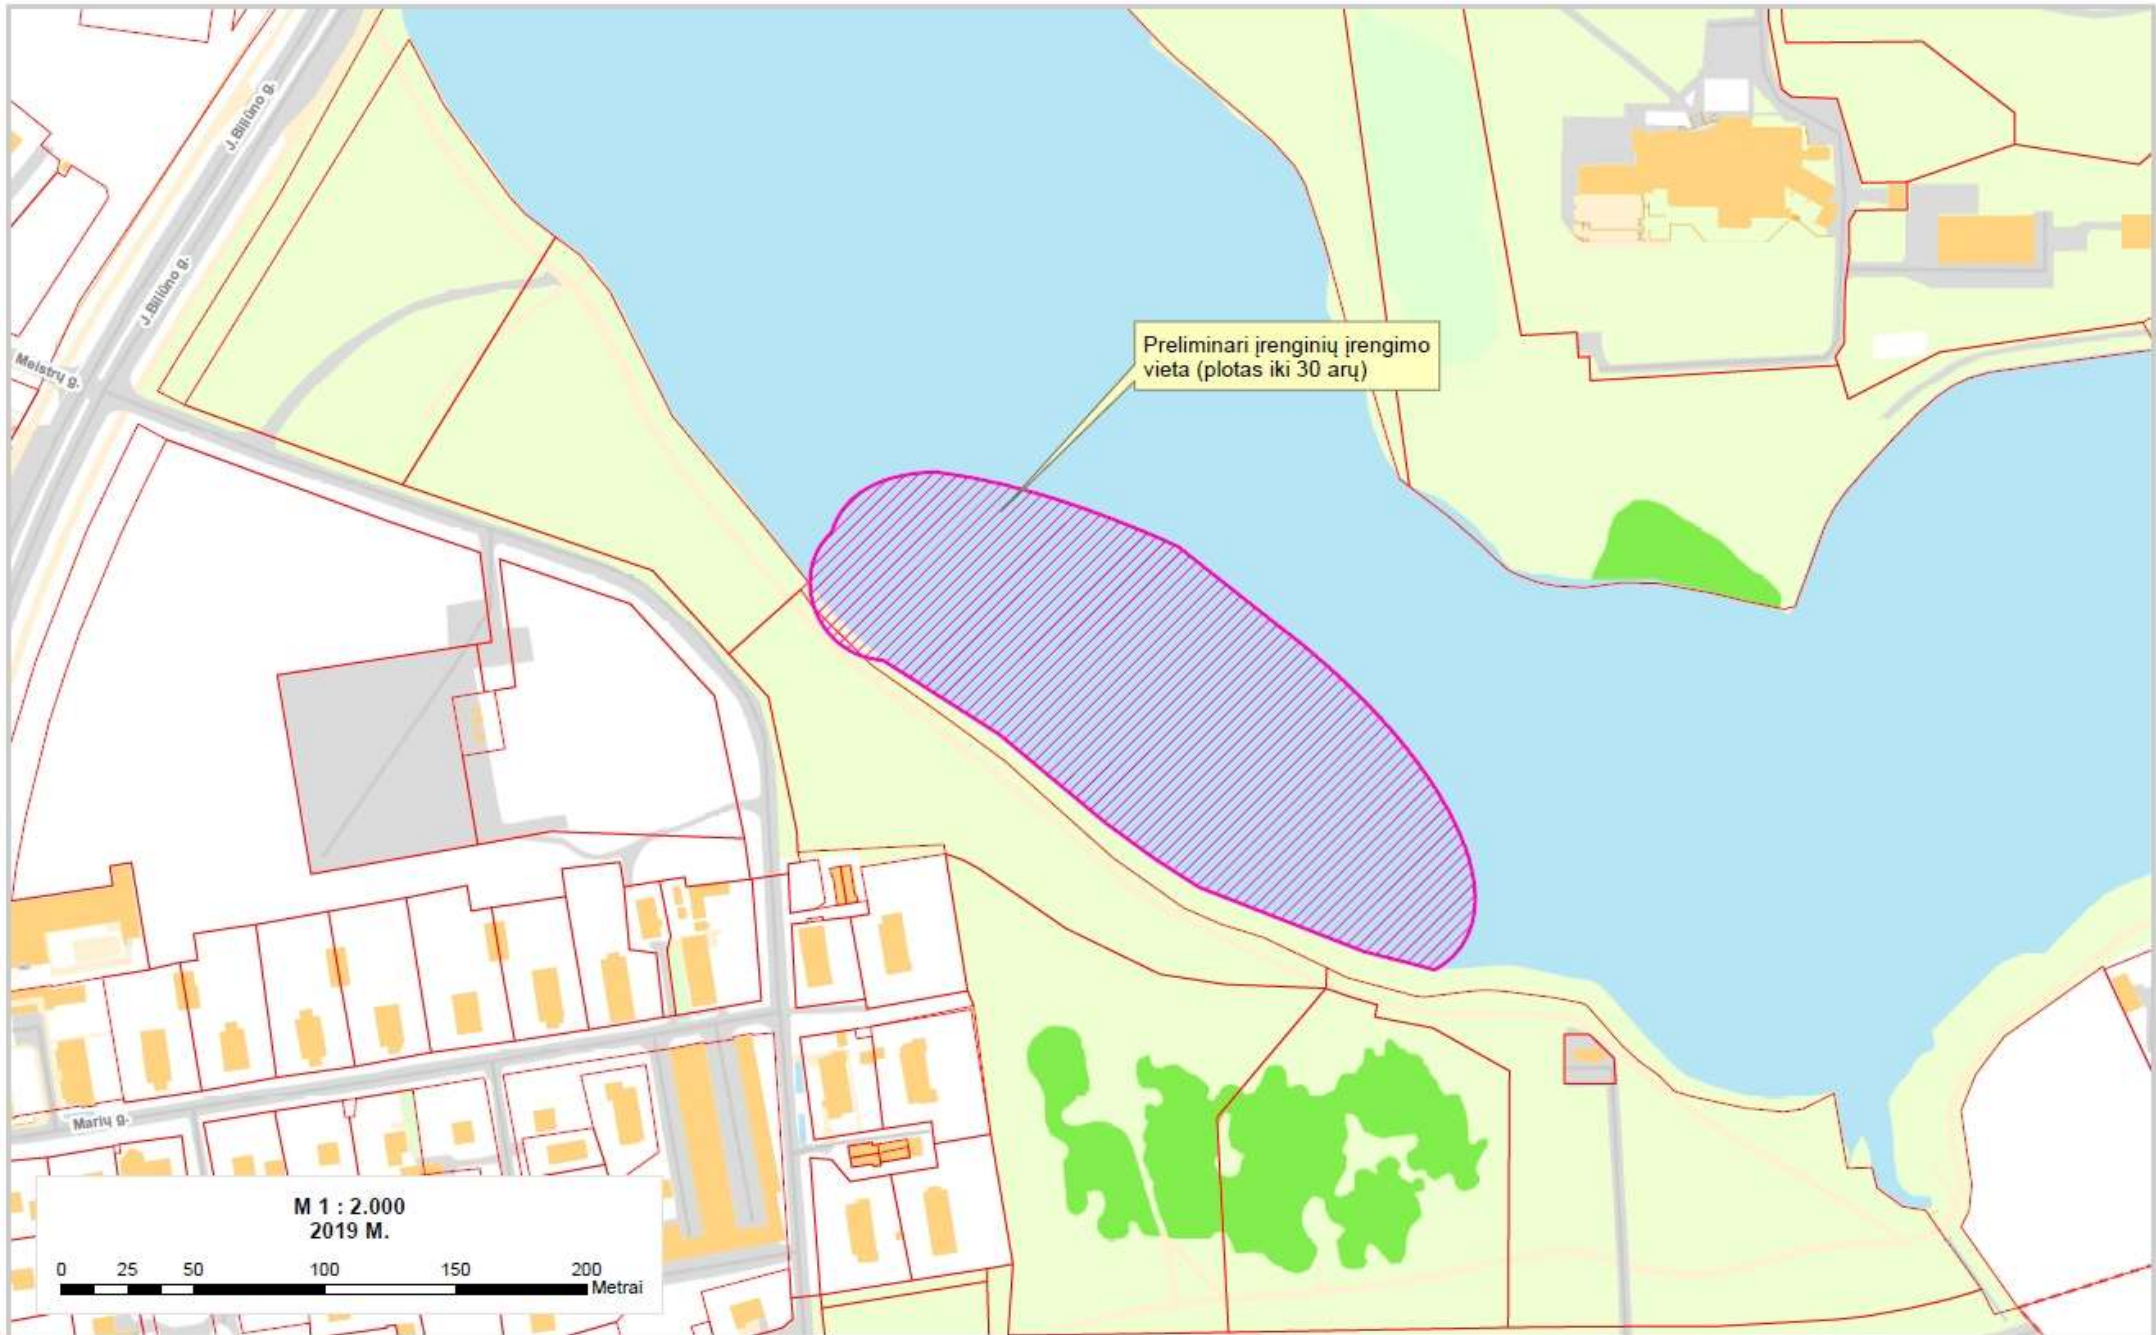 J.Biliūno g.
J.Biliūno g.
Meistrų g.
Preliminari įrenginių įrengimo
vieta (plotas iki 30 arų)
Marių g.
M 1 : 2.000
2019 M.
0 25 50 100 150 200
Metrai